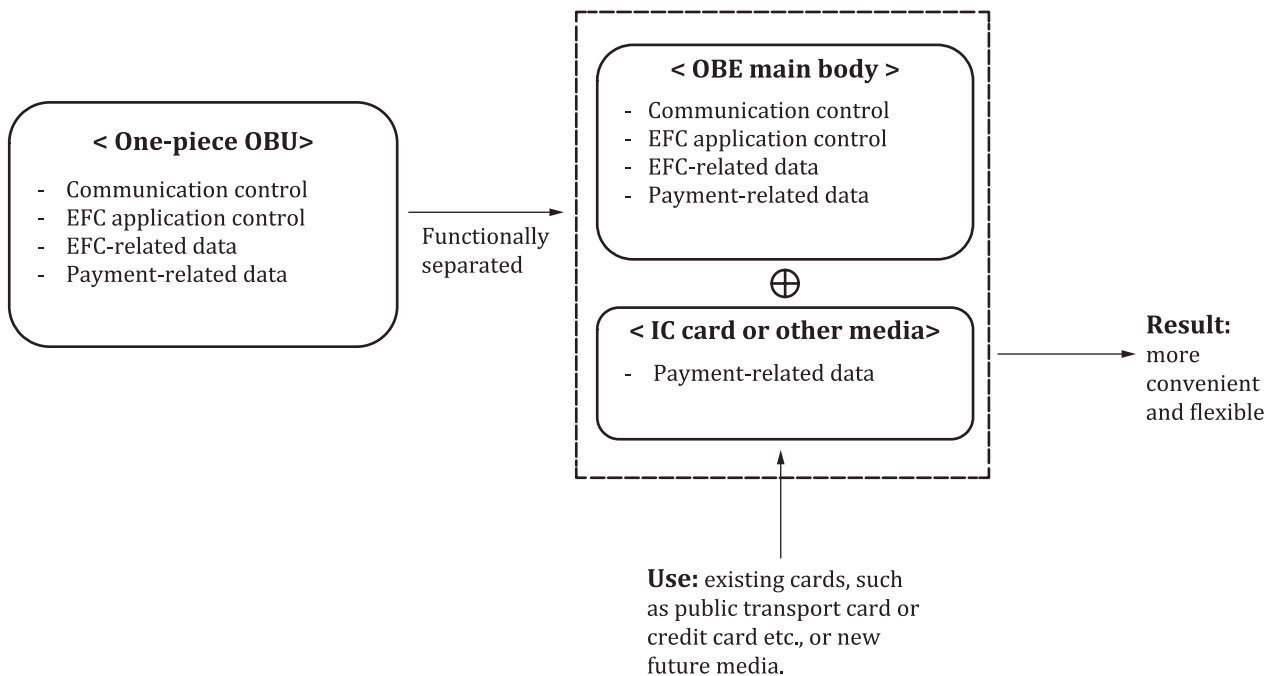 < One-piece OBU>
- Communication control
- EFC application control
- EFC-related data
- Payment-related data
Functionally
separated
< OBE main body >
- Communication control
- EFC application control
- EFC-related data
- Payment-related data
< IC card or other media>
- Payment-related data
Result:
more
convenient
and flexible
Use: existing cards, such
as public transport card or
credit card etc., or new
future media.